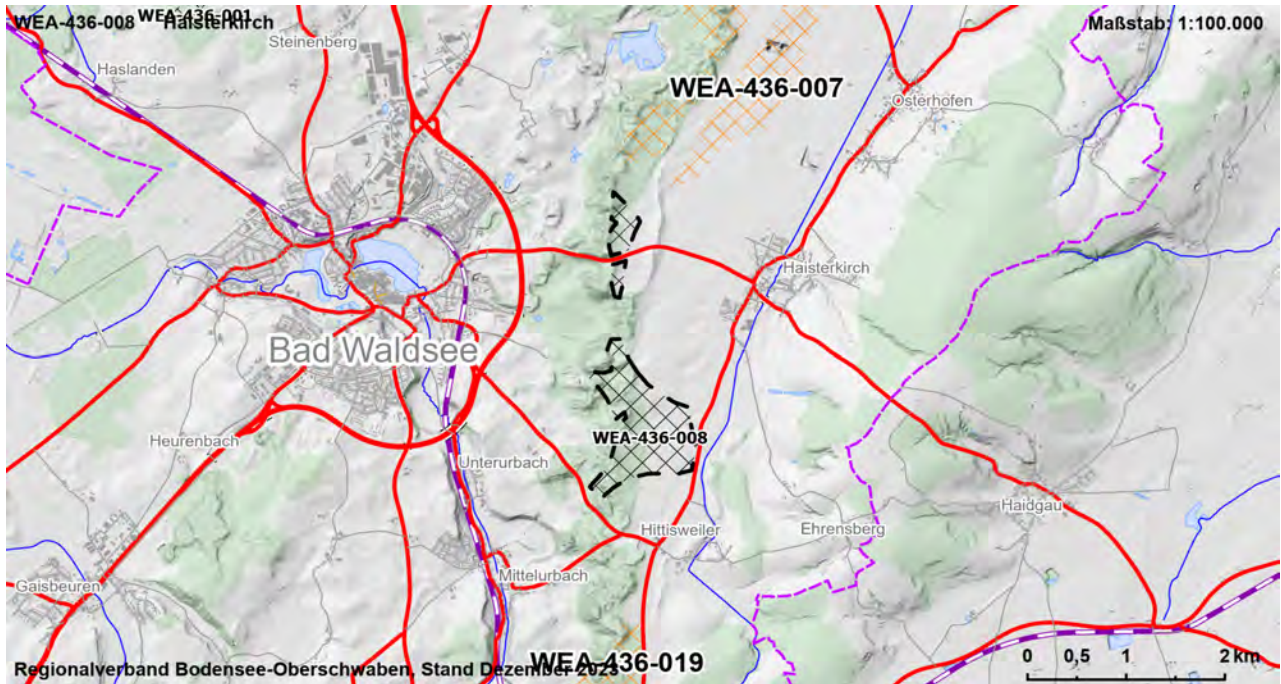 WEA-436-008 Haisterkirch
WEA-436-001
Maßstab: 1:100.000
Steinenberg
Haslanden
WEA-436-007
Osterhofen
Haisterkirch
Bad Waldsee
WEA-436-008
Heurenbach
Unterurbach
Haidgau
Hittisweiler
Ehrensberg
Mittelurbach
Gaisbeuren
WEA-436-019
Regionalverband Bodensee-Oberschwaben, Stand Dezember 2023
0 0,5 1 2 km